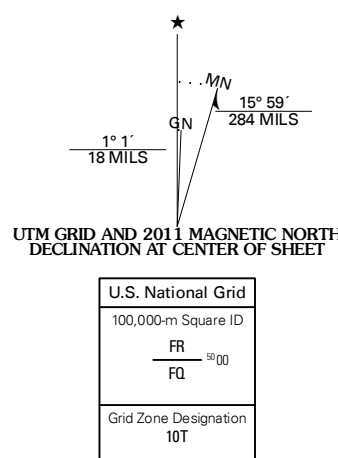 ★
. . . MN
15° 59´
284 MILS
GN
1° 1´
18 MILS
UTM GRID AND 2011 MAGNETIC NORTH
DECLINATION AT CENTER OF SHEET
U.S. National Grid
100,000-m Square ID
FR
5000
FQ
Grid Zone Designation
10T